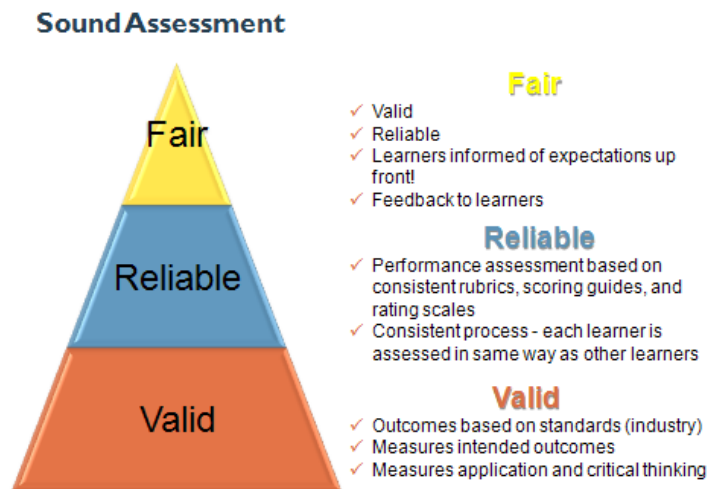 Sound Assessment
Fair
Reliable
Valid
Fair
✓ Valid
✓ Reliable
✓ Learners informed of expectations up
front!
✓ Feedback to learners
Reliable
✓ Performance assessment based on
consistent rubrics, scoring guides, and
rating scales
✓ Consistent process - each learner is
assessed in same way as other learners
Valid
✓ Outcomes based on standards (industry)
✓ Measures intended outcomes
✓ Measures application and critical thinking